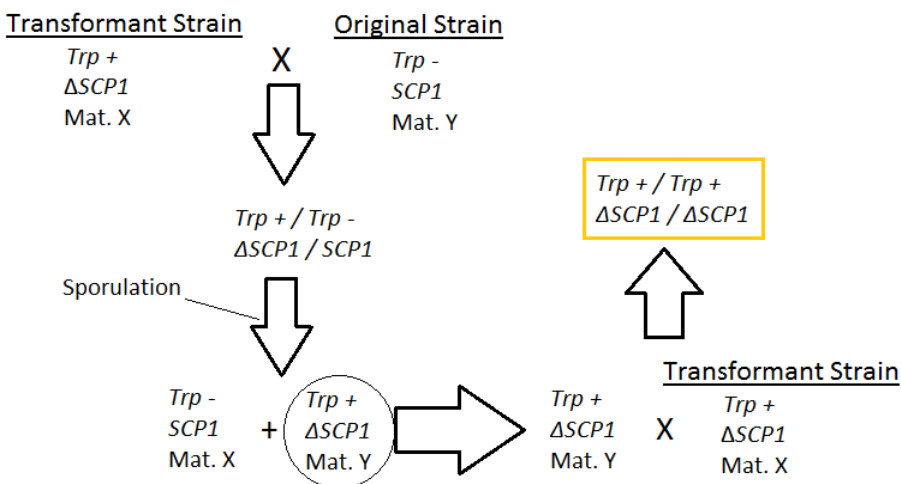 Transformant Strain
Trp +
ΔSCP1
Mat. X
X
Original Strain
Trp -
SCP1
Mat. Y
Trp + / Trp -
ΔSCP1 / SCP1
Sporulation
Trp -
SCP1
Mat. X
+
Trp +
ΔSCP1
Mat. Y
Trp +
ΔSCP1
Mat. Y
X
Transformant Strain
Trp +
ΔSCP1
Mat. X
Trp + / Trp +
ΔSCP1 / ΔSCP1